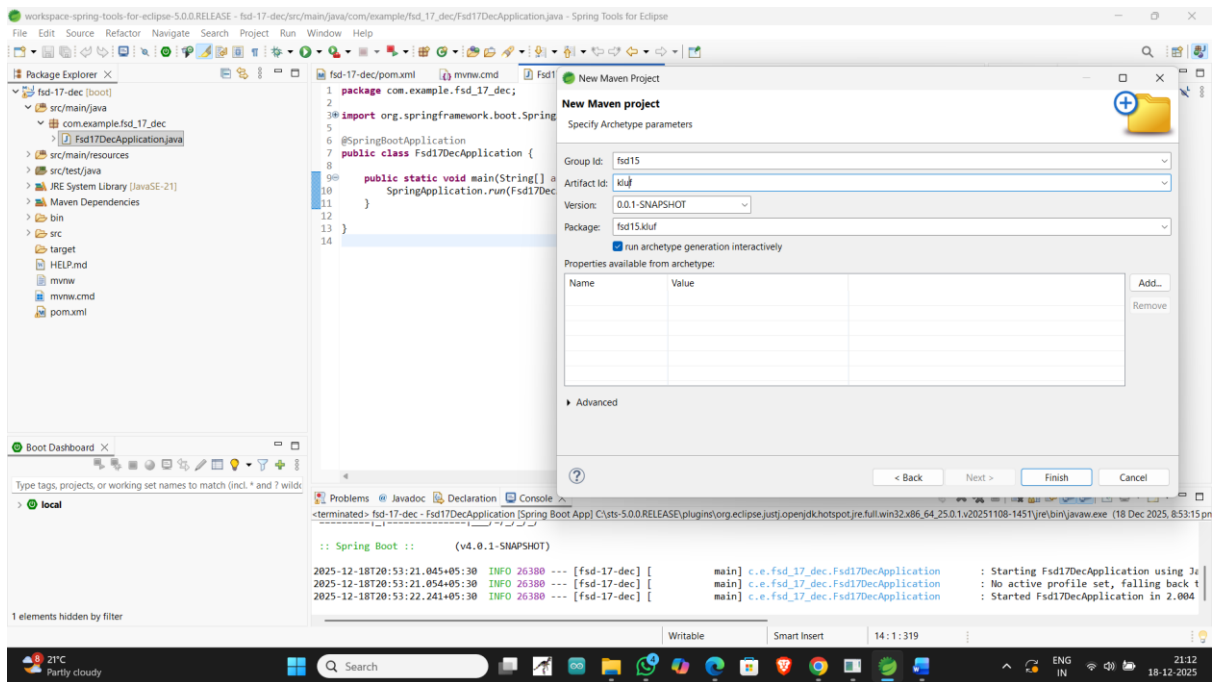 workspace-spring-tools-for-eclipse-5.0.0.RELEASE - fsd-17-dec/src/main/java/com/example/fsd_17_dec/Fsd17DecApplication.java - Spring Tools for Eclipse
File Edit Source Refactor Navigate Search Project Run Window Help
Package Explorer
fsd-17-dec [boot]
src/main/java
com.example.fsd_17_dec
Fsd17DecApplication.java
src/main/resources
src/test/java
JRE System Library [JavaSE-21]
Maven Dependencies
bin
src
target
HELP.md
mvnw
mvnw.cmd
pom.xml
fsd-17-dec/pom.xml mvnw.cmd Fsd1
1 package com.example.fsd_17_dec;
2
3 import org.springframework.boot.Spring
5
6 @SpringBootApplication
7 public class Fsd17DecApplication {
8
9 public static void main(String[] a
10 SpringApplication.run(Fsd17Dec
11 }
12
13 }
14
New Maven Project
New Maven project
Specify Archetype parameters
Group Id: fsd15
Artifact Id: kluf
Version: 0.0.1-SNAPSHOT
Package: fsd15.kluf
run archetype generation interactively
Properties available from archetype:
Name Value
Add...
Remove
Advanced
< Back Next > Finish Cancel
Boot Dashboard
Type tags, projects, or working set names to match (incl. * and ? wildc
local
1 elements hidden by filter
Problems Javadoc Declaration Console
<terminated> fsd-17-dec - Fsd17DecApplication [Spring Boot App] C:\sts-5.0.0.RELEASE\plugins\org.eclipse.justj.openjdk.hotspot.jre.full.win32.x86_64_25.0.1.v20251108-1451\jre\bin\javaw.exe (18 Dec 2025, 8:53:15 pm
:: Spring Boot :: (v4.0.1-SNAPSHOT)
2025-12-18T20:53:21.045+05:30 INFO 26380 --- [fsd-17-dec] [ main] c.e.fsd_17_dec.Fsd17DecApplication : Starting Fsd17DecApplication using Ja
2025-12-18T20:53:21.054+05:30 INFO 26380 --- [fsd-17-dec] [ main] c.e.fsd_17_dec.Fsd17DecApplication : No active profile set, falling back t
2025-12-18T20:53:22.241+05:30 INFO 26380 --- [fsd-17-dec] [ main] c.e.fsd_17_dec.Fsd17DecApplication : Started Fsd17DecApplication in 2.004
Writable Smart Insert 14 : 1 : 319
8
21°C
Partly cloudy
Search
4
ENG
IN
21:12
18-12-2025